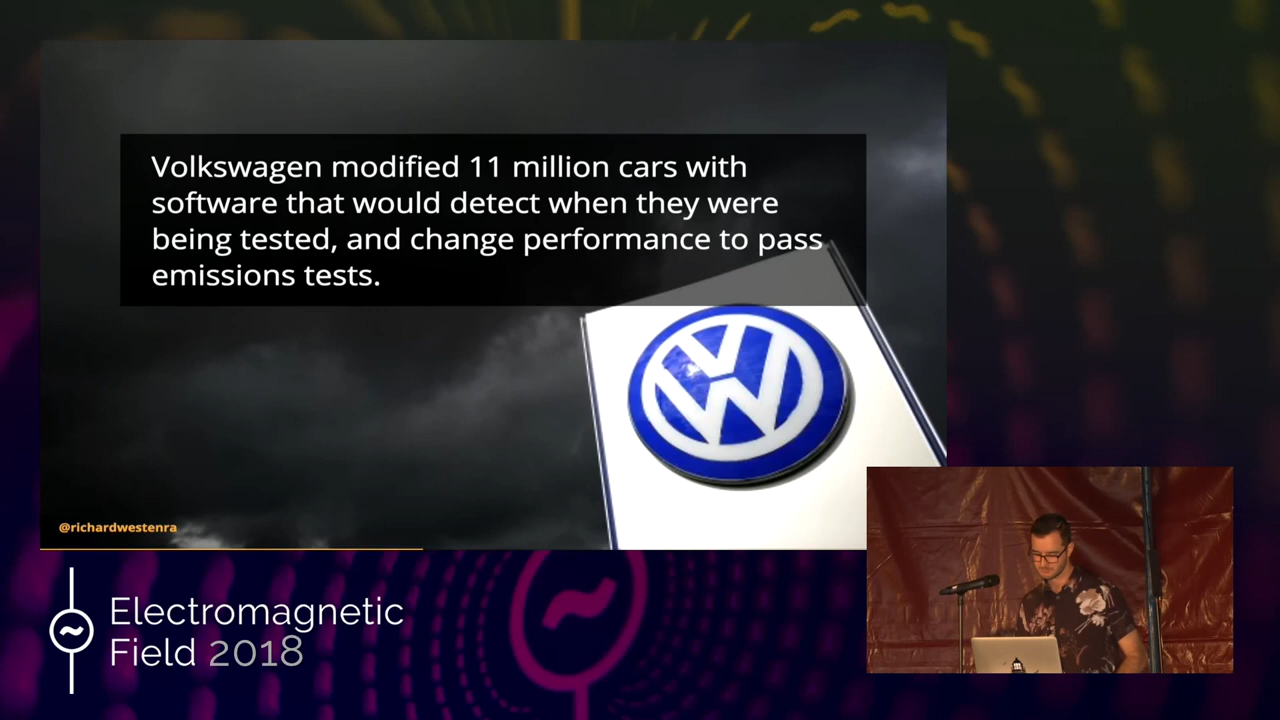 Volkswagen modified 11 million cars with
software that would detect when they were
being tested, and change performance to pass
emissions tests.
@richardwestenra
Electromagnetic
Field 2018